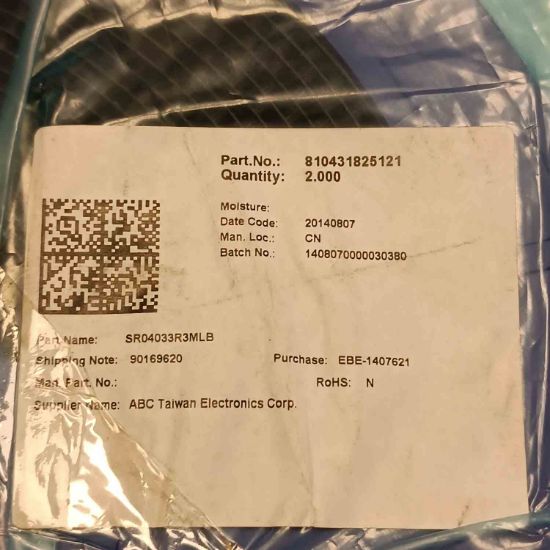 Part.No.: 810431825121
Quantity: 2.000
Moisture:
Date Code: 20140807
Man. Loc.: CN
Batch No.: 1408070000030380
Part Name: SR04033R3MLB
Shipping Note: 90169620 Purchase: EBE-1407621
Man. Part. No.: RoHS: N
Supplier Name: ABC Taiwan Electronics Corp.